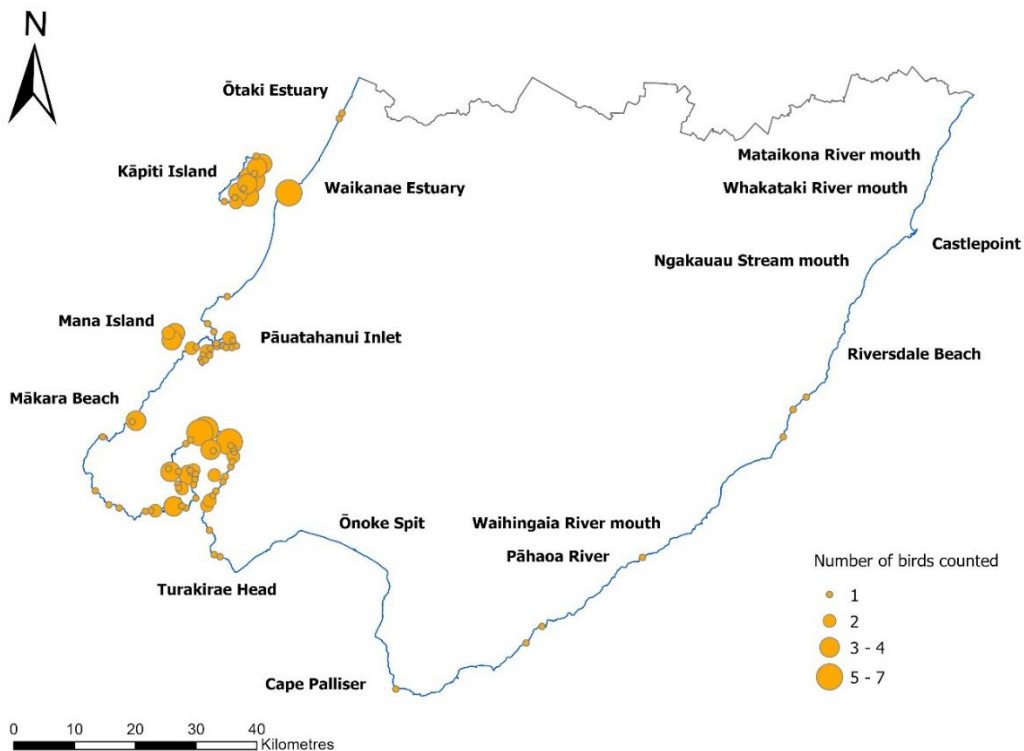 N
Ōtaki Estuary
Mataikona River mouth
Kāpiti Island
Waikanae Estuary
Whakataki River mouth
Castlepoint
Ngakauau Stream mouth
Mana Island
Pāuatahanui Inlet
Riversdale Beach
Mākara Beach
Ōnoke Spit
Waihingaia River mouth
Pāhaoa River
Number of birds counted
Turakirae Head
1
2
3 - 4
5 - 7
Cape Palliser
0 10 20 30 40
Kilometres